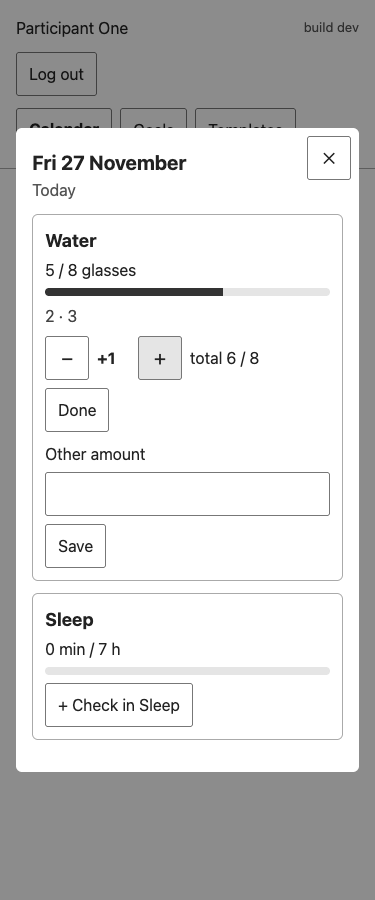 Participant One
build dev
Log out
Calendar Goals Templates
Fri 27 November
×
Today
Water
5 / 8 glasses
2 · 3
− +1 + total 6 / 8
Done
Other amount
Save
Sleep
0 min / 7 h
+ Check in Sleep